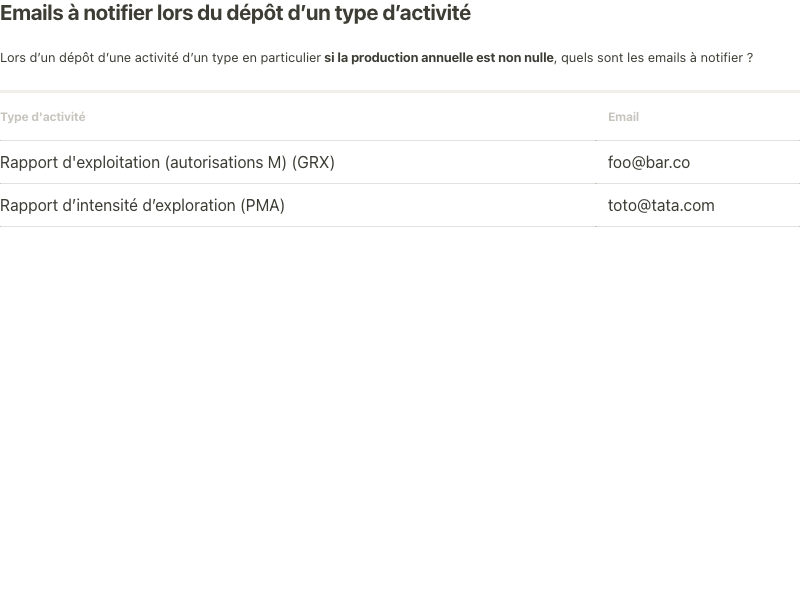 Emails à notifier lors du dépôt d’un type d’activité
Lors d’un dépôt d’une activité d’un type en particulier si la production annuelle est non nulle, quels sont les emails à notifier ?
Type d'activité Email
Rapport d'exploitation (autorisations M) (GRX) foo@bar.co
Rapport d’intensité d’exploration (PMA) toto@tata.com